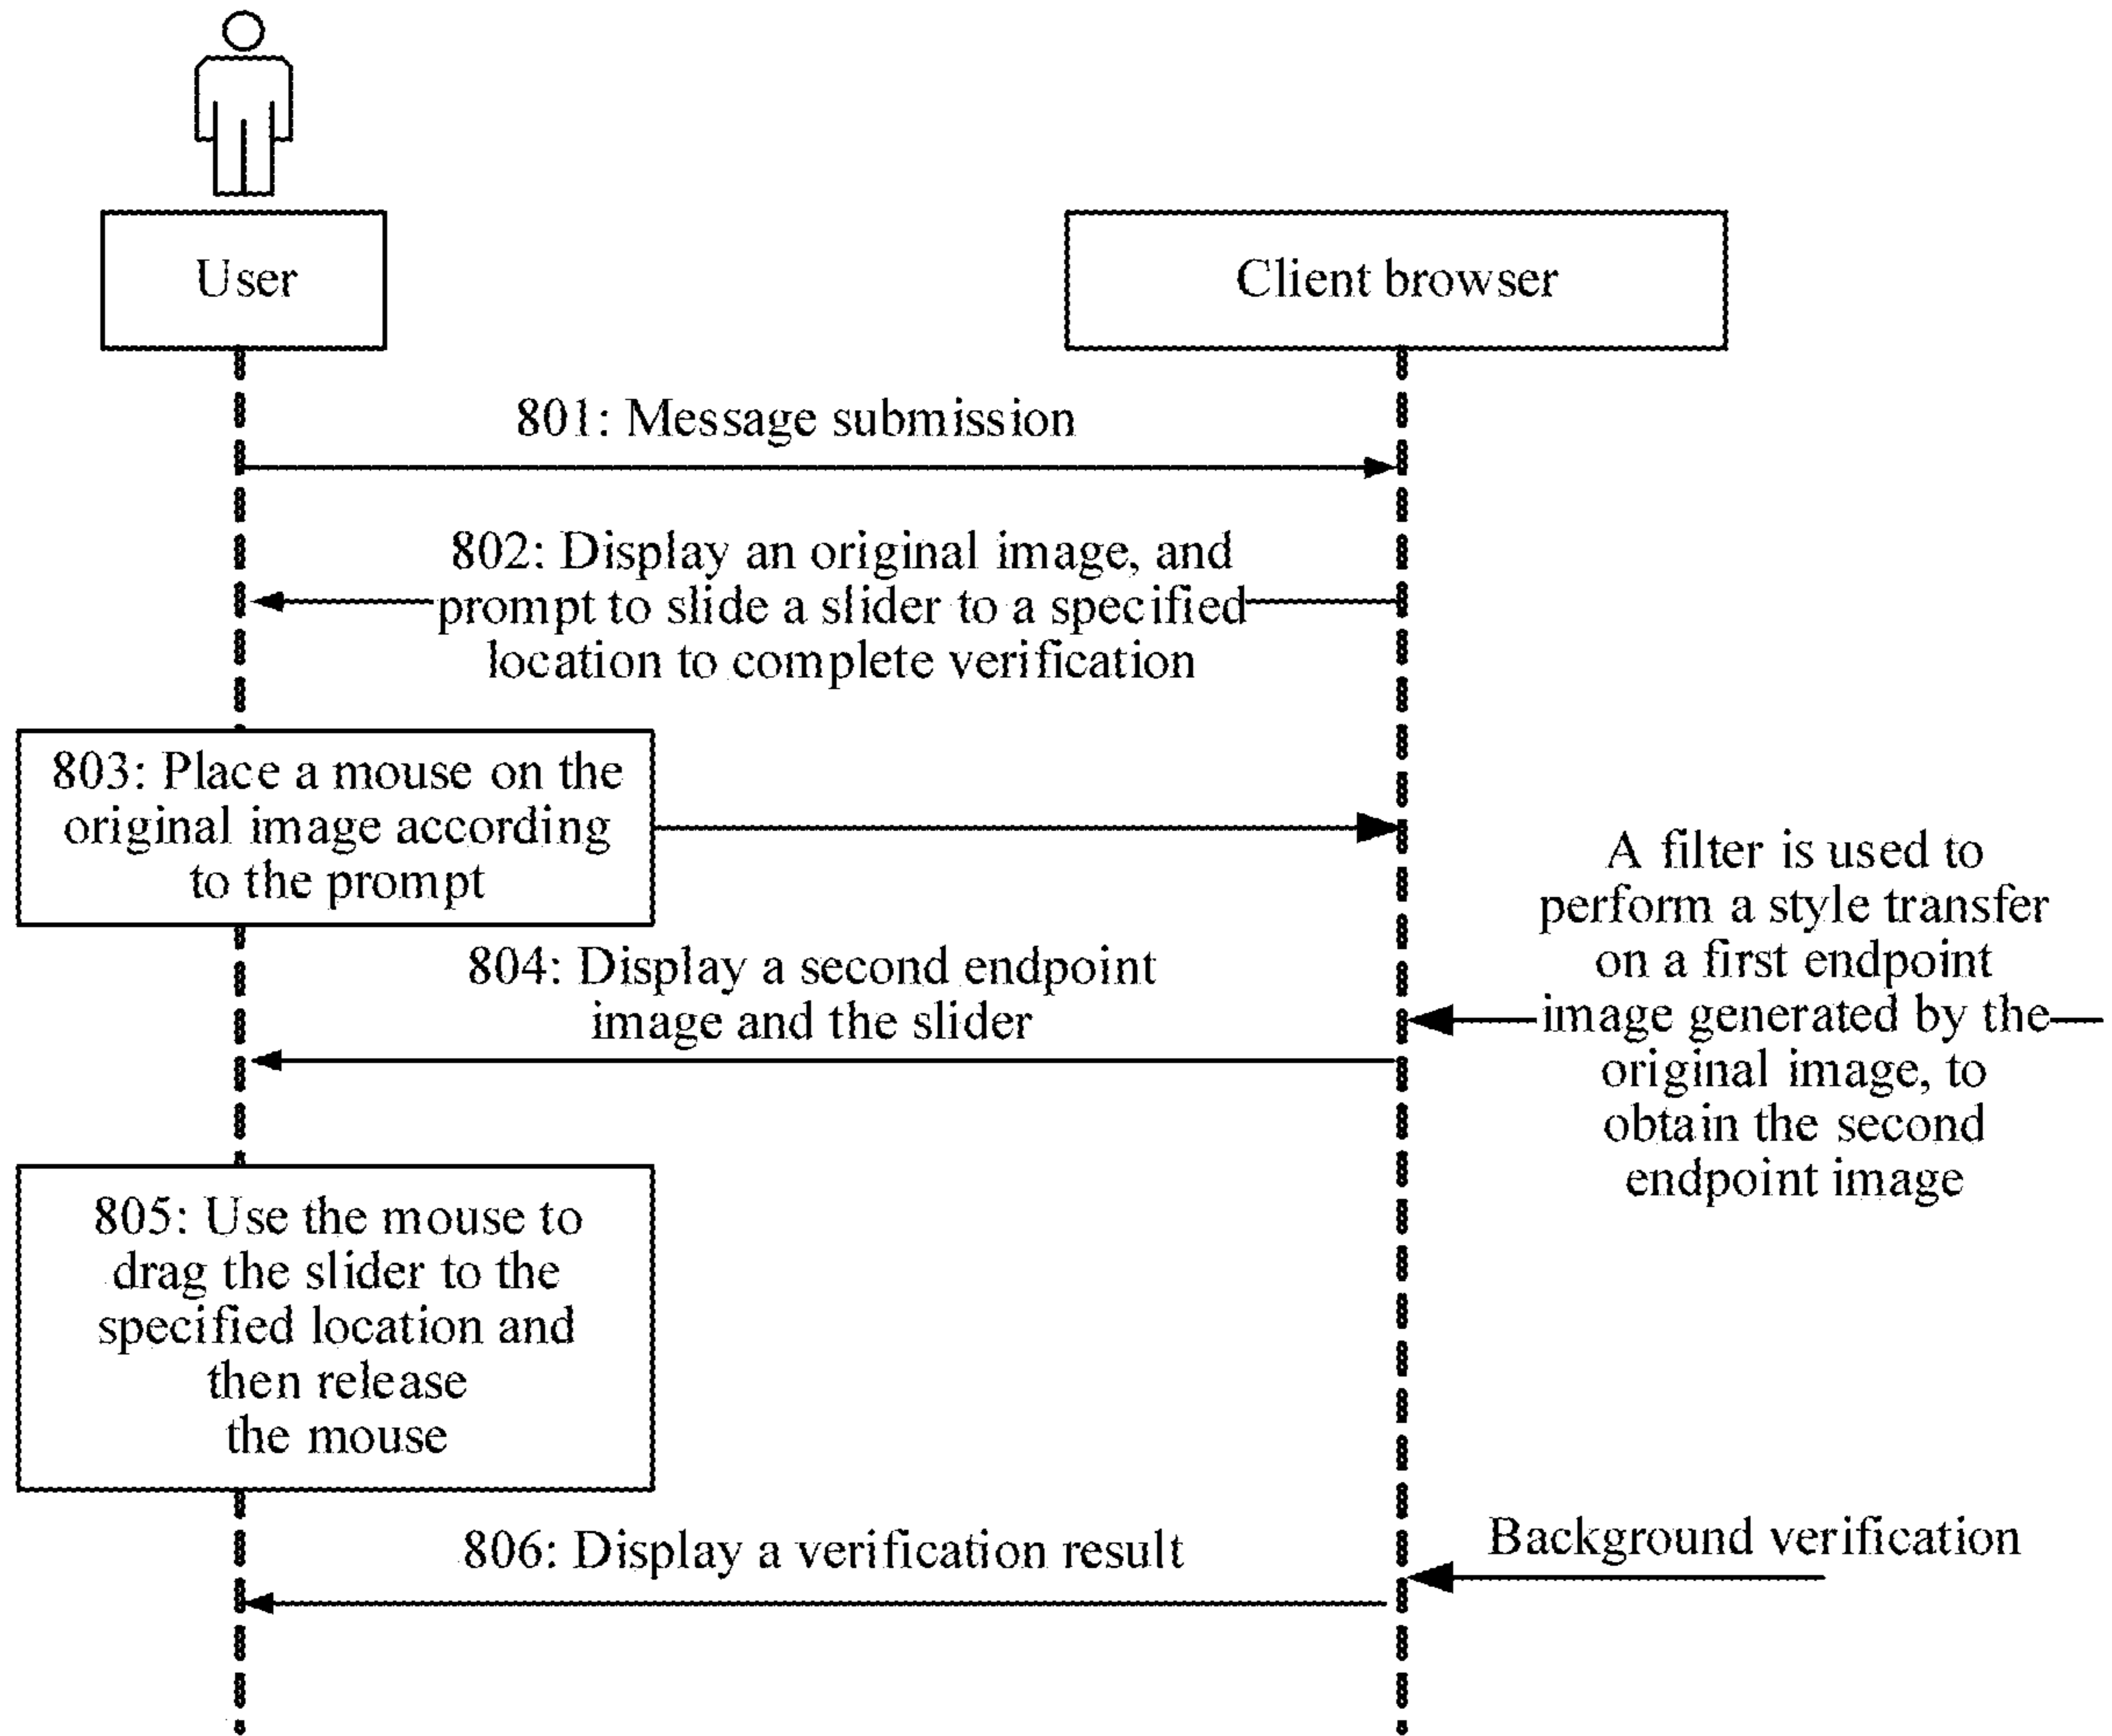 User
Client browser
801: Message submission
802: Display an original image, and
prompt to slide a slider to a specified
location to complete verification
803: Place a mouse on the
original image according
to the prompt
A filter is used to
perform a style transfer
on a first endpoint
image generated by the
original image, to
obtain the second
endpoint image
804: Display a second endpoint
image and the slider
805: Use the mouse to
drag the slider to the
specified location and
then release
the mouse
Background verification
806: Display a verification result